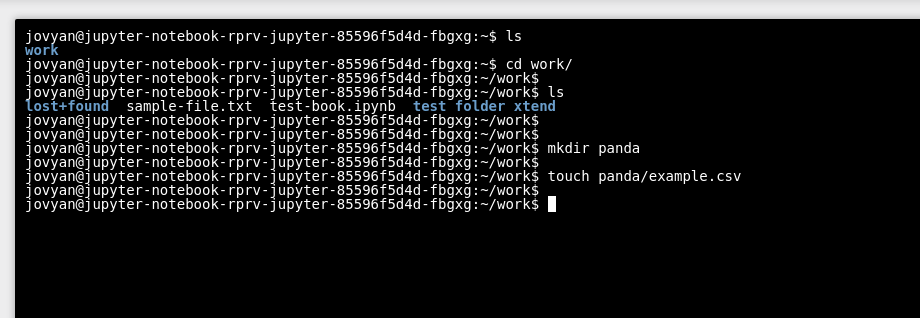 jovyan@jupyter-notebook-rprv-jupyter-85596f5d4d-fbgxg:~$ ls
work
jovyan@jupyter-notebook-rprv-jupyter-85596f5d4d-fbgxg:~$ cd work/
jovyan@jupyter-notebook-rprv-jupyter-85596f5d4d-fbgxg:~/work$
jovyan@jupyter-notebook-rprv-jupyter-85596f5d4d-fbgxg:~/work$ ls
lost+found  sample-file.txt  test-book.ipynb  test folder xtend
jovyan@jupyter-notebook-rprv-jupyter-85596f5d4d-fbgxg:~/work$
jovyan@jupyter-notebook-rprv-jupyter-85596f5d4d-fbgxg:~/work$
jovyan@jupyter-notebook-rprv-jupyter-85596f5d4d-fbgxg:~/work$ mkdir panda
jovyan@jupyter-notebook-rprv-jupyter-85596f5d4d-fbgxg:~/work$
jovyan@jupyter-notebook-rprv-jupyter-85596f5d4d-fbgxg:~/work$ touch panda/example.csv
jovyan@jupyter-notebook-rprv-jupyter-85596f5d4d-fbgxg:~/work$
jovyan@jupyter-notebook-rprv-jupyter-85596f5d4d-fbgxg:~/work$